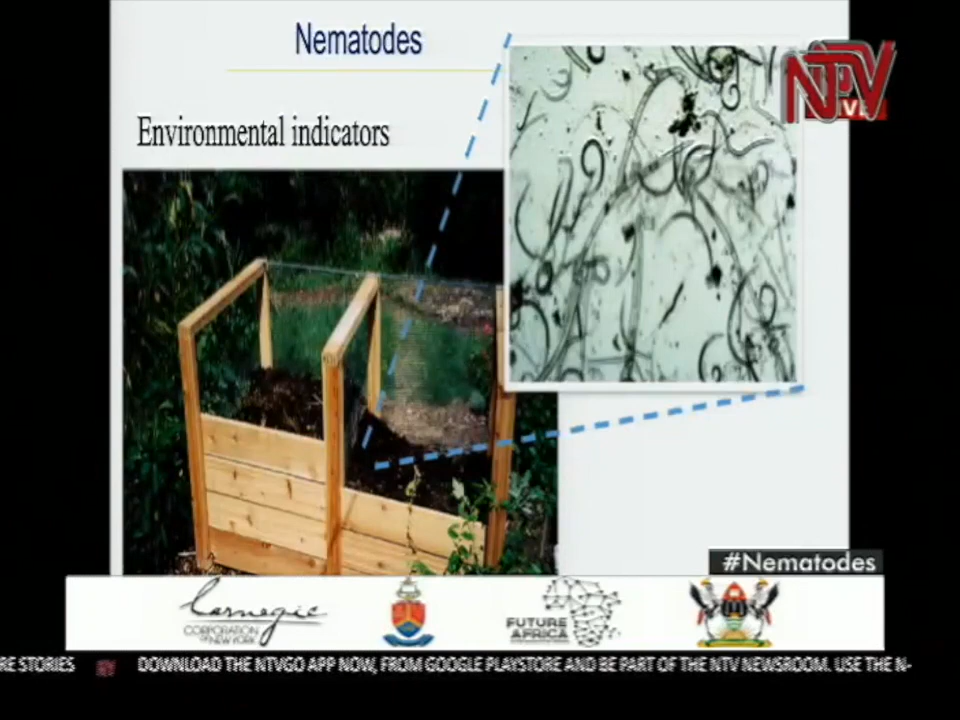 Nematodes
Environmental indicators
NTV
LIVE
#Nematodes
Carnegie
CORPORATION
OF NEW YORK
FUTURE
AFRICA
RE STORIES
DOWNLOAD THE NTVGO APP NOW, FROM GOOGLE PLAYSTORE AND BE PART OF THE NTV NEWSROOM. USE THE N-